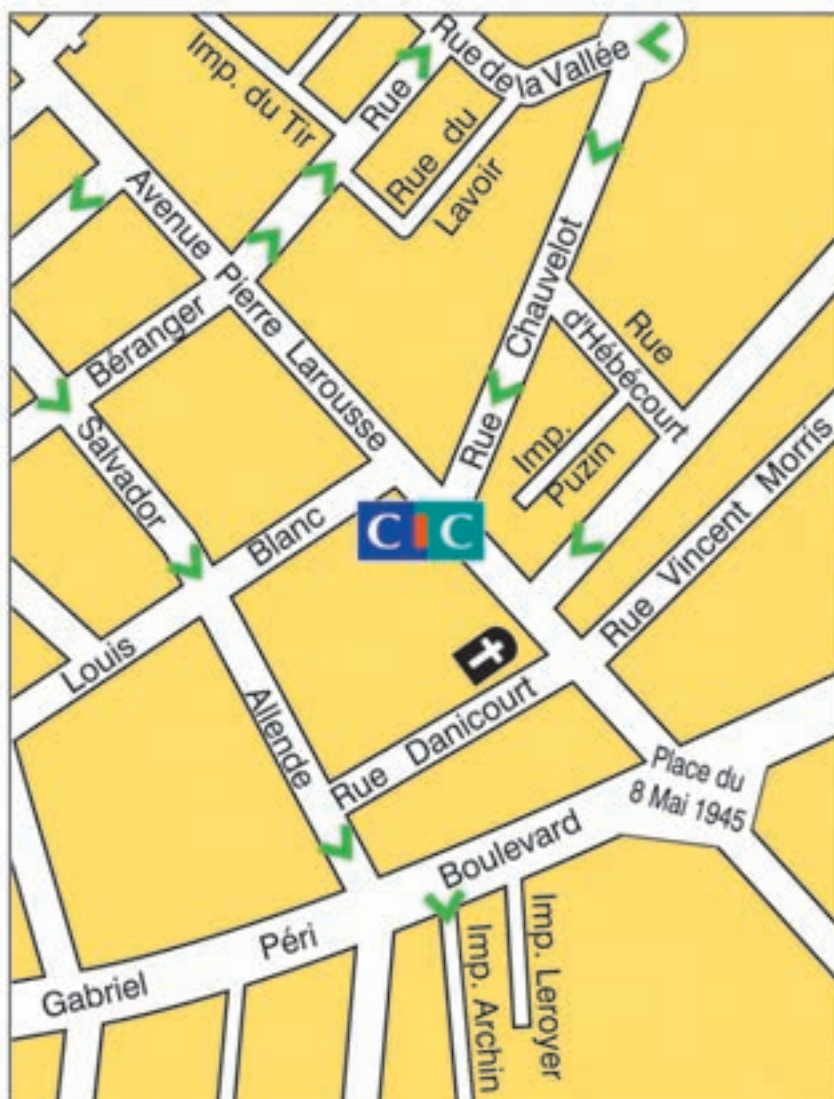 Rue de la Vallée
Imp. du Tir
Rue
Rue du
Lavoir
Avenue Pierre Larousse
Béranger
Rue Chauvelot
Rue
d'Hébécourt
Imp.
Puzin
Salvador
Allende
Louis Blanc
CIC
Rue Vincent Morris
Rue Danicourt
Place du
8 Mai 1945
Boulevard
Gabriel Péri
Imp. Leroyer
Imp. Archin